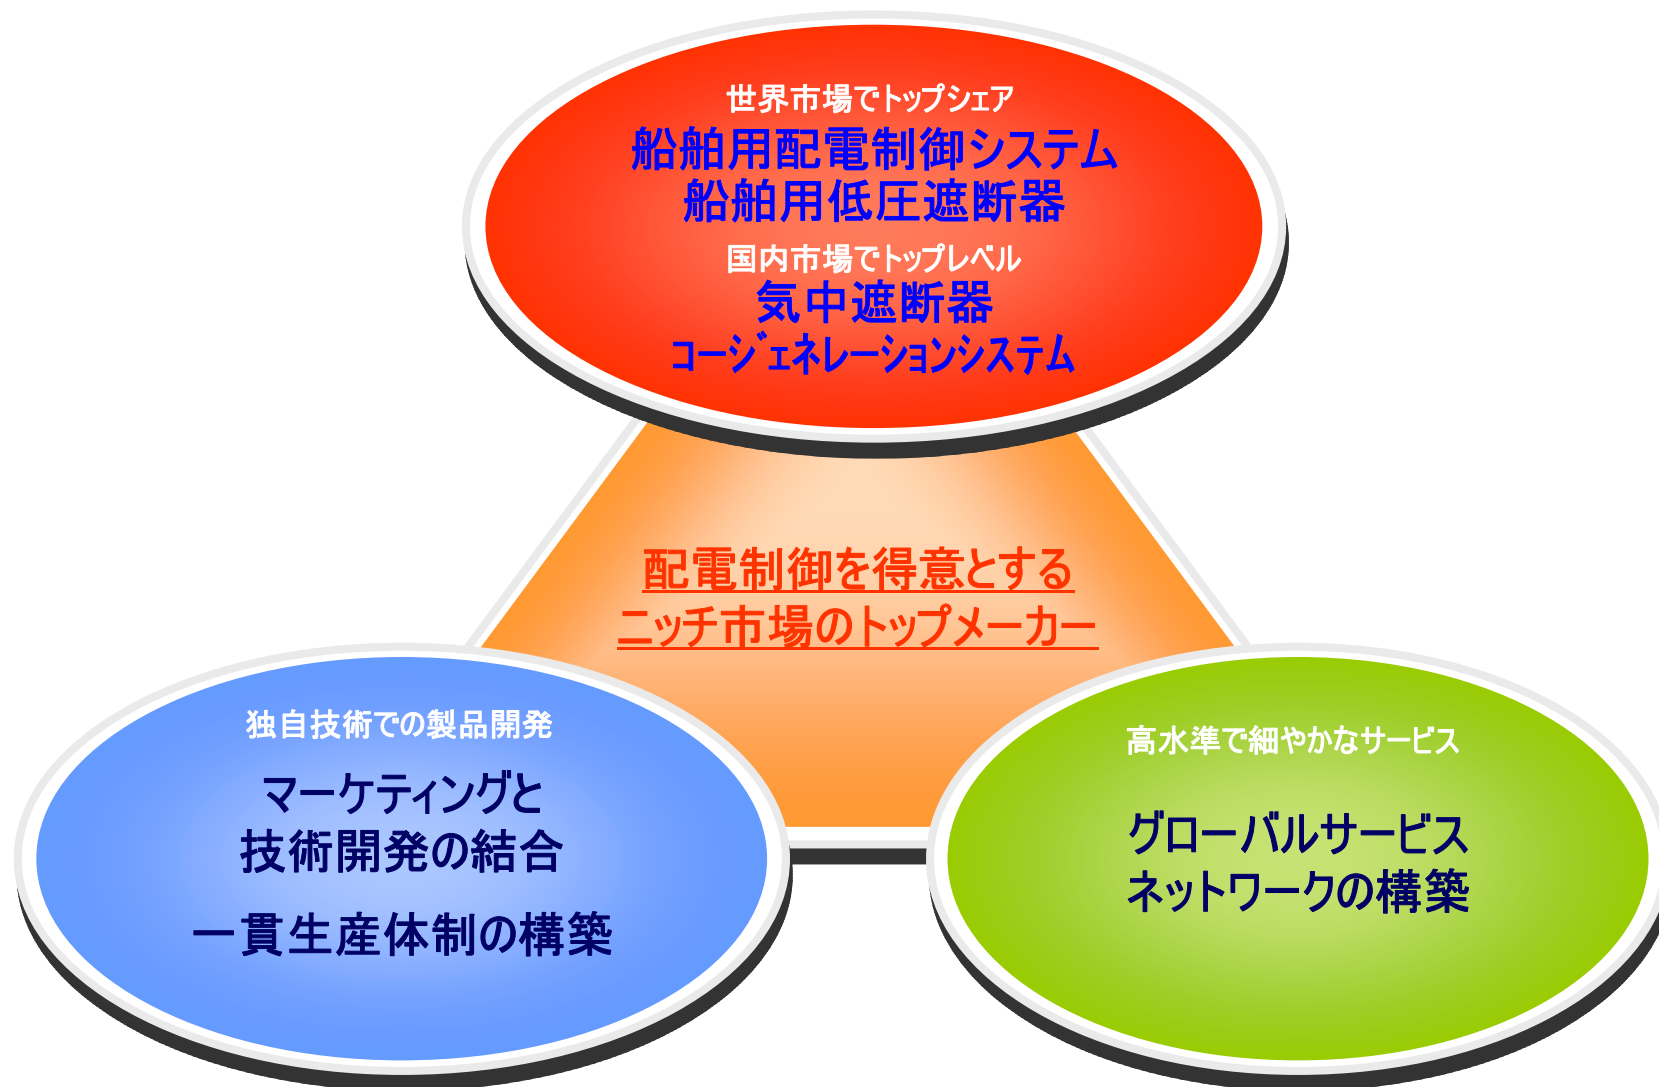 世界市場でトップシェア
船舶用配電制御システム
船舶用低圧遮断器
国内市場でトップレベル
気中遮断器
コージェネレーションシステム
配電制御を得意とする
ニッチ市場のトップメーカー
独自技術での製品開発
マーケティングと
技術開発の結合
一貫生産体制の構築
高水準で細やかなサービス
グローバルサービス
ネットワークの構築